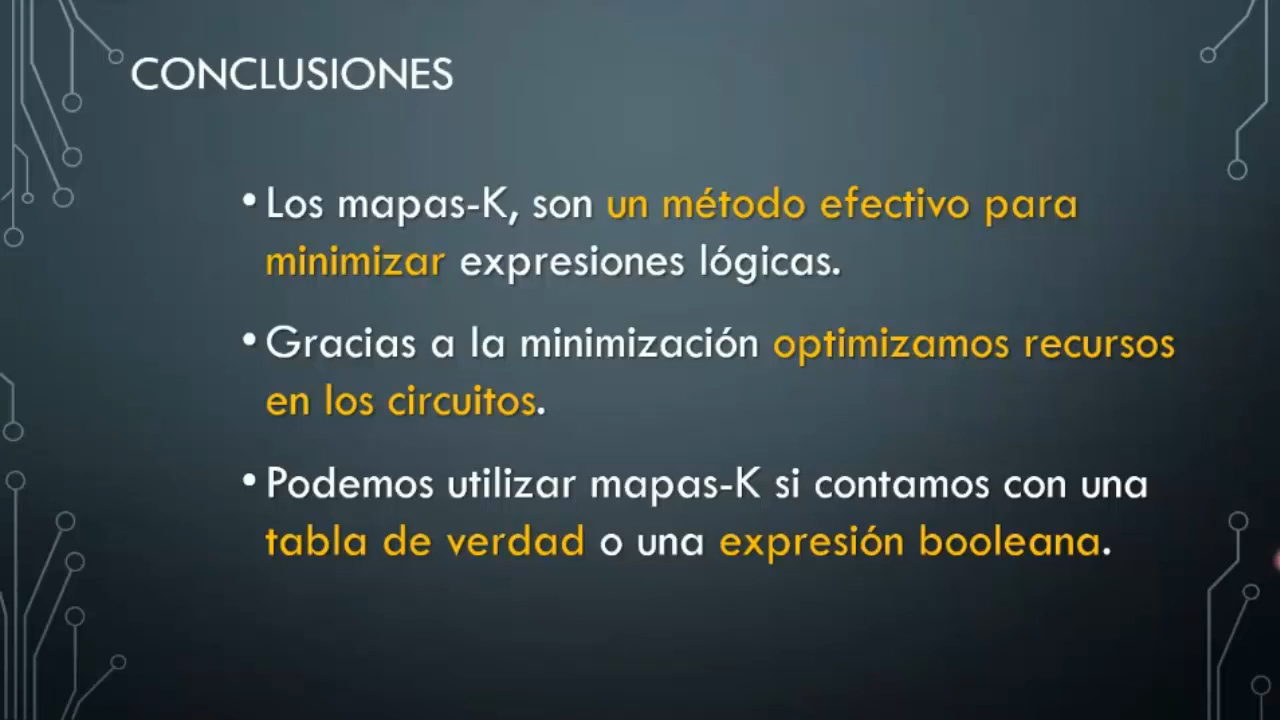 CONCLUSIONES
• Los mapas-K, son un método efectivo para
minimizar expresiones lógicas.
• Gracias a la minimización optimizamos recursos
en los circuitos.
• Podemos utilizar mapas-K si contamos con una
tabla de verdad o una expresión booleana.